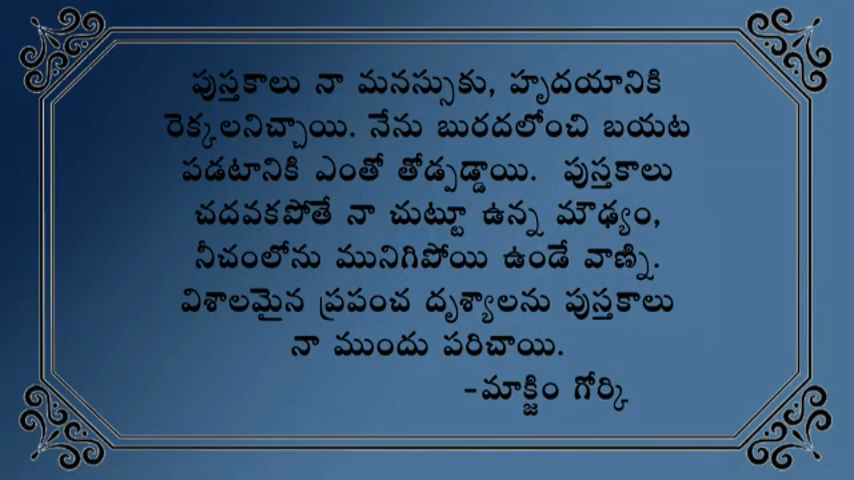 పుస్తకాలు నా మనస్సుకు, హృదయానికి
రెక్కలనిచ్చాయి. నేను బురదలోంచి బయట
పడటానికి ఎంతో తోడ్పడ్డాయి. పుస్తకాలు
చదవకపోతే నా చుట్టూ ఉన్న మౌఢ్యం,
నీచంలోను మునిగిపోయి ఉండే వాణ్ని.
విశాలమైన ప్రపంచ దృశ్యాలను పుస్తకాలు
నా ముందు పరిచాయి.
-మాక్జిం గోర్కి